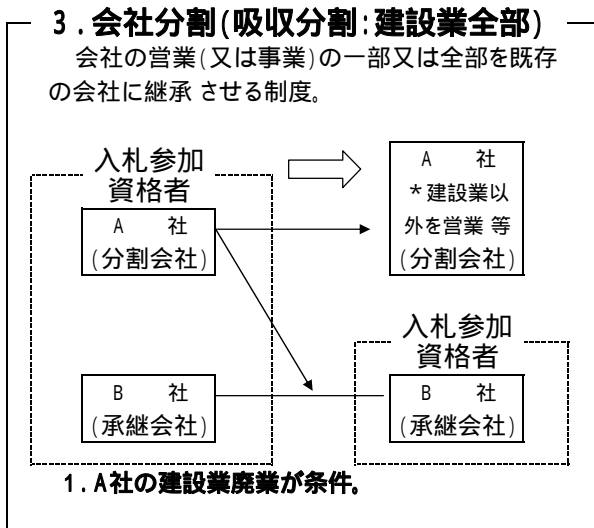 3．会社分割(吸収分割:建設業全部)
会社の営業(又は事業)の一部又は全部を既存
の会社に継承 させる制度。
入札参加
資格者
A 社
(分割会社)
A 社
＊建設業以
外を営業 等
(分割会社)
入札参加
資格者
B 社
(承継会社)
B 社
(承継会社)
1．A社の建設業廃業が条件。